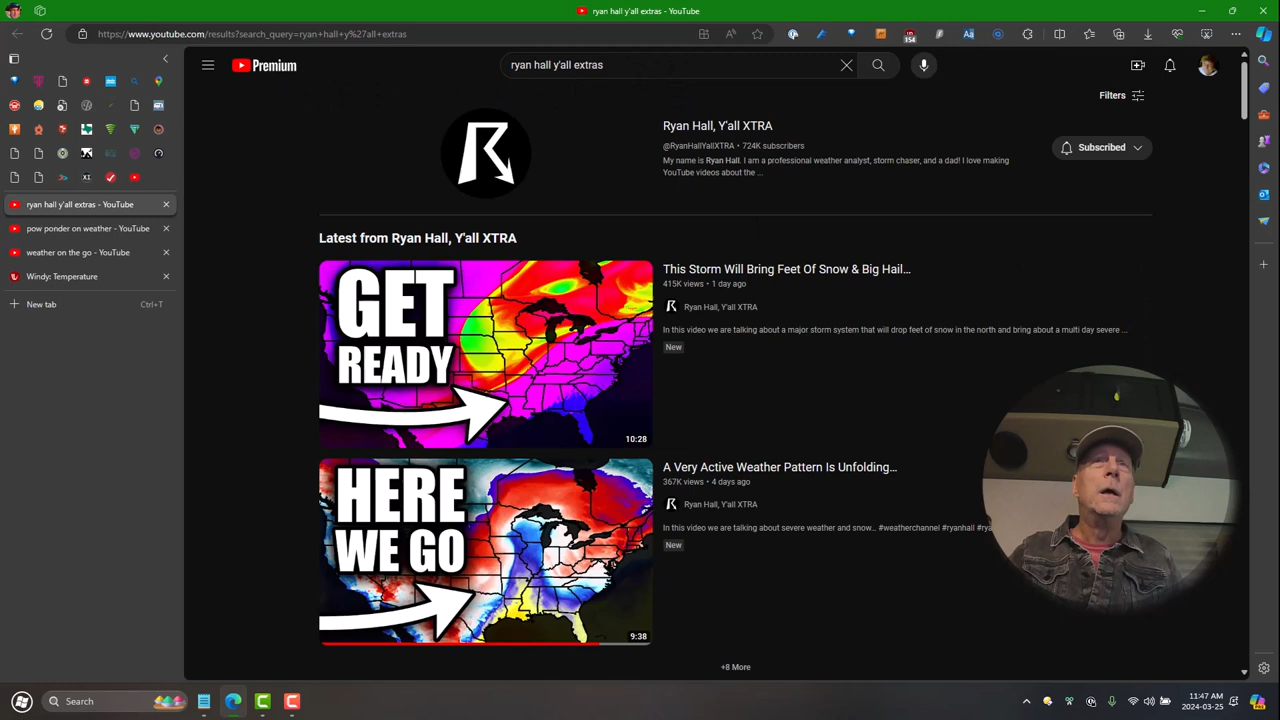 ryan hall y'all extras - YouTube
https://www.youtube.com/results?search_query=ryan+hall+y%27all+extras
154
Premium
ryan hall y'all extras
Filters
Ryan Hall, Y'all XTRA
@RyanHallYallXTRA • 724K subscribers
Subscribed
My name is Ryan Hall. I am a professional weather analyst, storm chaser, and a dad! I love making
YouTube videos about the ...
ryan hall y'all extras - YouTube
pow ponder on weather - YouTube
weather on the go - YouTube
Windy: Temperature
New tab
Ctrl+T
Latest from Ryan Hall, Y'all XTRA
GET
READY
10:28
This Storm Will Bring Feet Of Snow & Big Hail…
415K views • 1 day ago
Ryan Hall, Y'all XTRA
In this video we are talking about a major storm system that will drop feet of snow in the north and bring about a multi day severe ...
New
HERE
WE GO
9:38
A Very Active Weather Pattern Is Unfolding…
367K views • 4 days ago
Ryan Hall, Y'all XTRA
In this video we are talking about severe weather and snow... #weatherchannel #ryanhall #rya
New
+8 More
Search
11:47 AM
2024-03-25